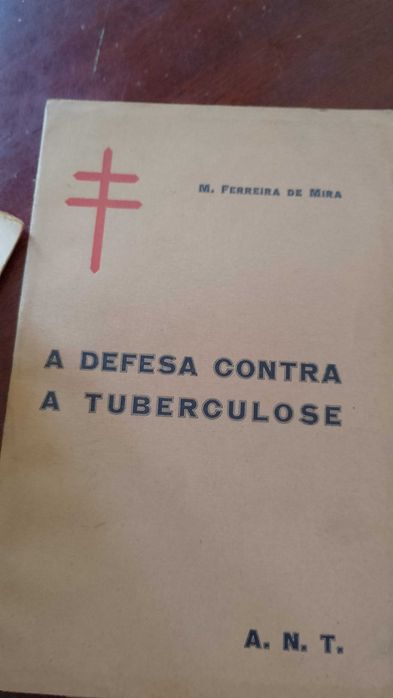 M. FERREIRA DE MIRA
A DEFESA CONTRA
A TUBERCULOSE
A. N. T.